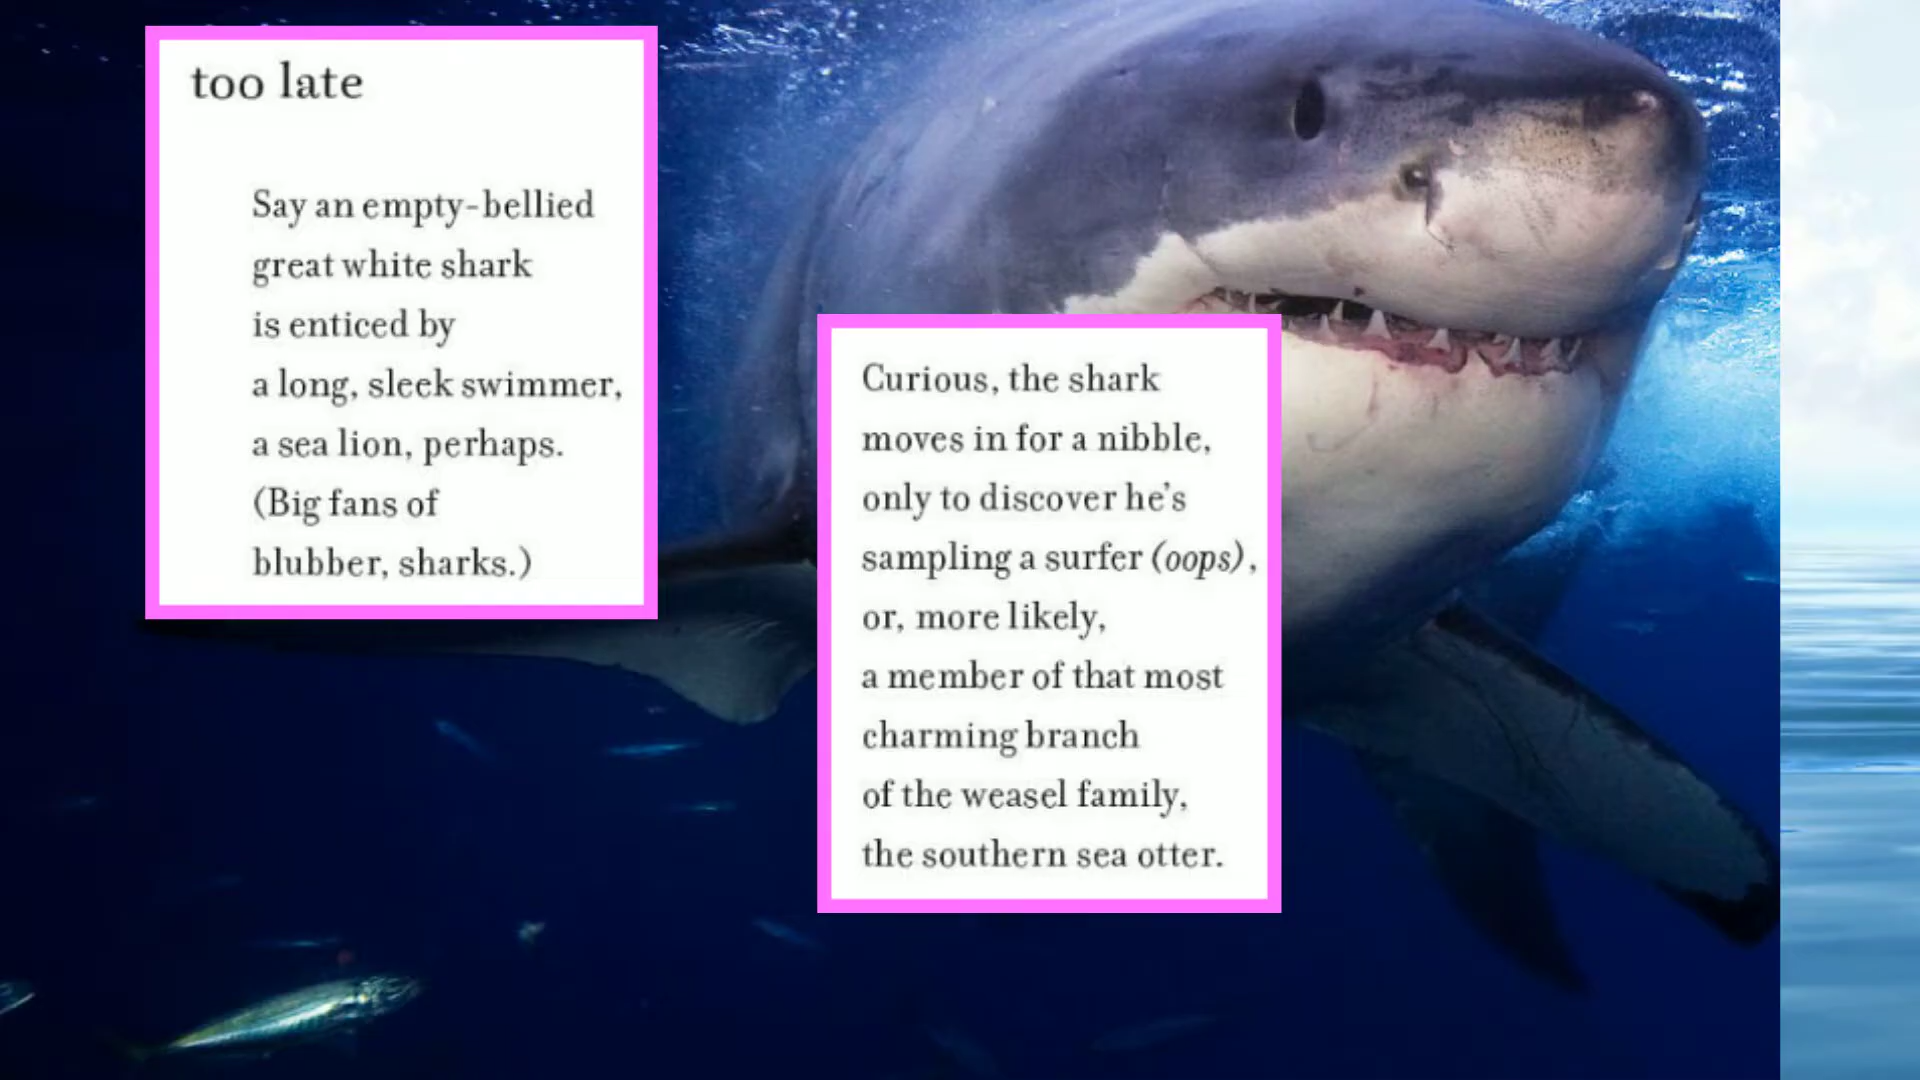 too late
Say an empty-bellied
great white shark
is enticed by
a long, sleek swimmer,
a sea lion, perhaps.
(Big fans of
blubber, sharks.)
Curious, the shark
moves in for a nibble,
only to discover he's
sampling a surfer (oops),
or, more likely,
a member of that most
charming branch
of the weasel family,
the southern sea otter.